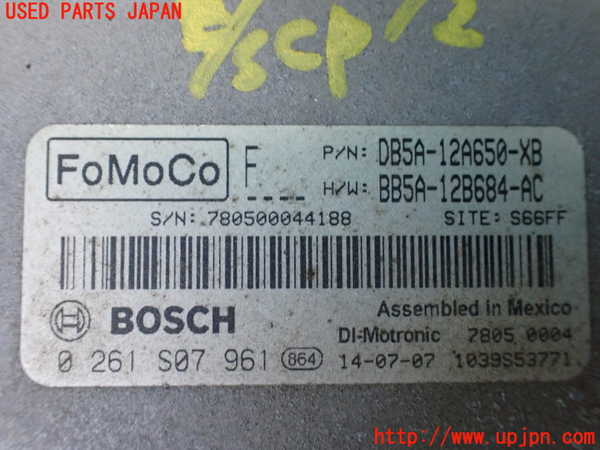 USED PARTS JAPAN
FoMoCo
F
P/N: DB5A-12A650-XB
H/W: BB5A-12B684-AC
S/N: 780500044188
SITE: S66FF
BOSCH
Assembled in Mexico
DI-Motronic 7805 0004
0 261 S07 961 864 14-07-07 1039S53771
http://www.upjpn.com